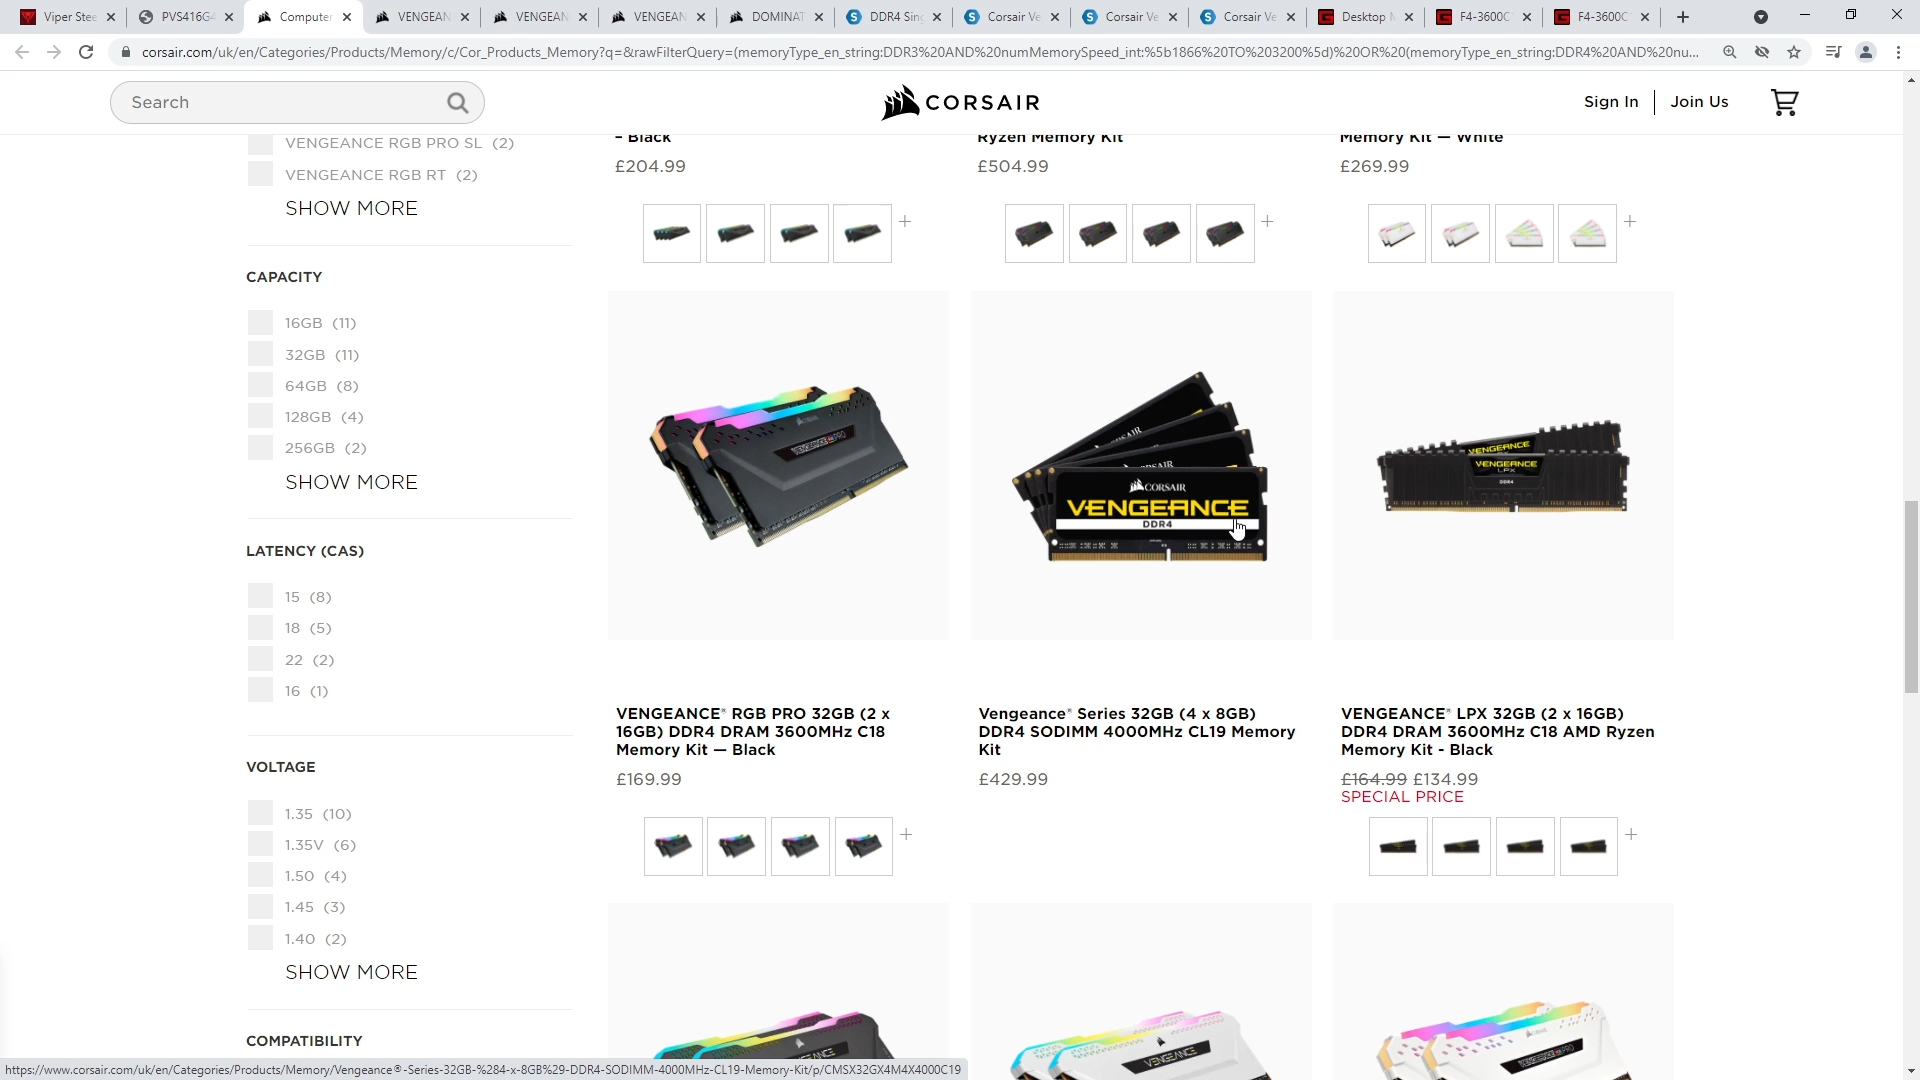 Viper Stee
PVS416G4
Computer
VENGEAN
VENGEAN
VENGEAN
DOMINAT
DDR4 Sin
Corsair Ve
Corsair Ve
Corsair Ve
Desktop
F4-3600C
F4-3600C
corsair.com/uk/en/Categories/Products/Memory/c/Cor_Products_Memory?q=&rawFilterQuery=(memoryType_en_string:DDR3%20AND%20numMemorySpeed_int:%5b1866%20TO%203200%5d)%20OR%20(memoryType_en_string:DDR4%20AND%20nu...
Search
CORSAIR
Sign In
Join Us
VENGEANCE RGB PRO SL (2)
VENGEANCE RGB RT (2)
SHOW MORE
CAPACITY
16GB (11)
32GB (11)
64GB (8)
128GB (4)
256GB (2)
SHOW MORE
LATENCY (CAS)
15 (8)
18 (5)
22 (2)
16 (1)
VOLTAGE
1.35 (10)
1.35V (6)
1.50 (4)
1.45 (3)
1.40 (2)
SHOW MORE
COMPATIBILITY
– Black
£204.99
+
Ryzen Memory Kit
£504.99
+
Memory Kit — White
£269.99
+
CORSAIR
VENGEANCE
DDR4
VENGEANCE
VENGEANCE
LPX
DDR4
VENGEANCE® RGB PRO 32GB (2 x
16GB) DDR4 DRAM 3600MHz C18
Memory Kit — Black
£169.99
+
Vengeance® Series 32GB (4 x 8GB)
DDR4 SODIMM 4000MHz CL19 Memory
Kit
£429.99
VENGEANCE® LPX 32GB (2 x 16GB)
DDR4 DRAM 3600MHz C18 AMD Ryzen
Memory Kit - Black
£164.99 £134.99
SPECIAL PRICE
+
VENGEANCE
VENGEANCE
https://www.corsair.com/uk/en/Categories/Products/Memory/Vengeance®-Series-32GB-%284-x-8GB%29-DDR4-SODIMM-4000MHz-CL19-Memory-Kit/p/CMSX32GX4M4X4000C19